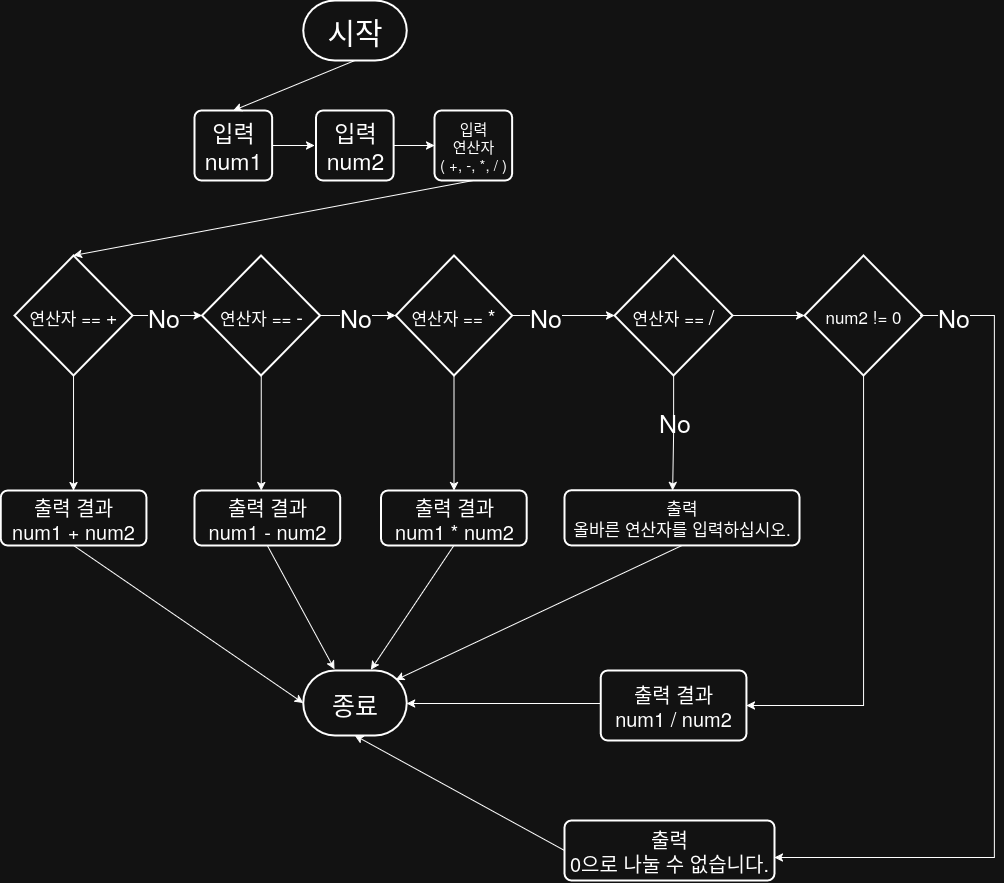 시작
입력
num1
입력
num2
입력
연산자
( +, -, *, / )
연산자 == +
No
연산자 == -
No
연산자 == *
No
연산자 == /
num2 != 0
No
No
출력 결과
num1 + num2
출력 결과
num1 - num2
출력 결과
num1 * num2
출력
올바른 연산자를 입력하십시오.
종료
출력 결과
num1 / num2
출력
0으로 나눌 수 없습니다.